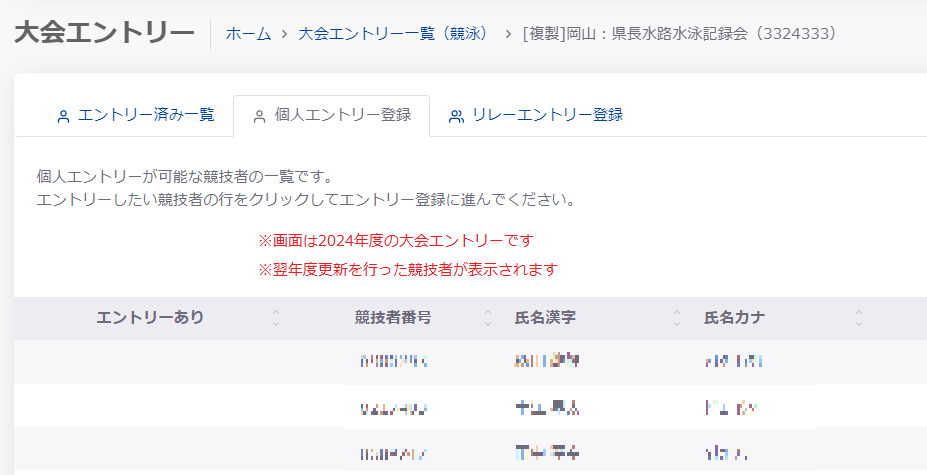 大会エントリー ホーム > 大会エントリー一覧（競泳） > [複製]岡山：県長水路水泳記録会（3324333）
エントリー済み一覧 個人エントリー登録 リレーエントリー登録
個人エントリーが可能な競技者の一覧です。
エントリーしたい競技者の行をクリックしてエントリー登録に進んでください。
※画面は2024年度の大会エントリーです
※翌年度更新を行った競技者が表示されます
エントリーあり 競技者番号 氏名漢字 氏名カナ